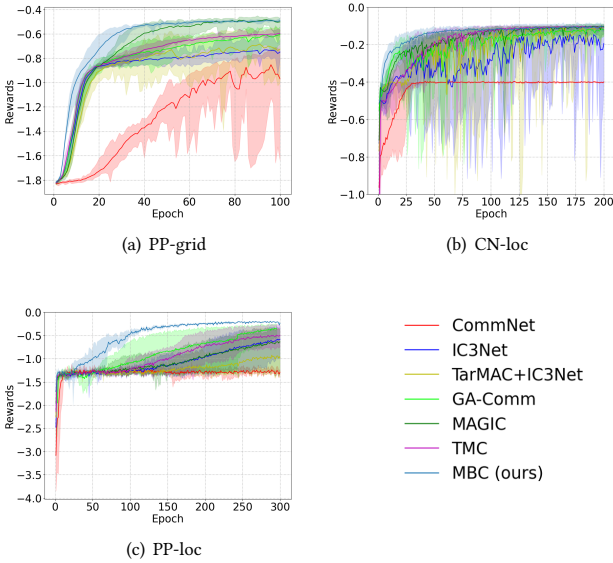 −0.4
−0.6
−0.8
−1.0
−1.2
−1.4
−1.6
−1.8
Rewards
0 20 40 60 80 100
Epoch
(a) PP-grid
0.0
−0.2
−0.4
−0.6
−0.8
−1.0
Rewards
0 25 50 75 100 125 150 175 200
Epoch
(b) CN-loc
0.0
−0.5
−1.0
−1.5
−2.0
−2.5
−3.0
−3.5
−4.0
Rewards
0 50 100 150 200 250 300
Epoch
(c) PP-loc
CommNet
IC3Net
TarMAC+IC3Net
GA-Comm
MAGIC
TMC
MBC (ours)